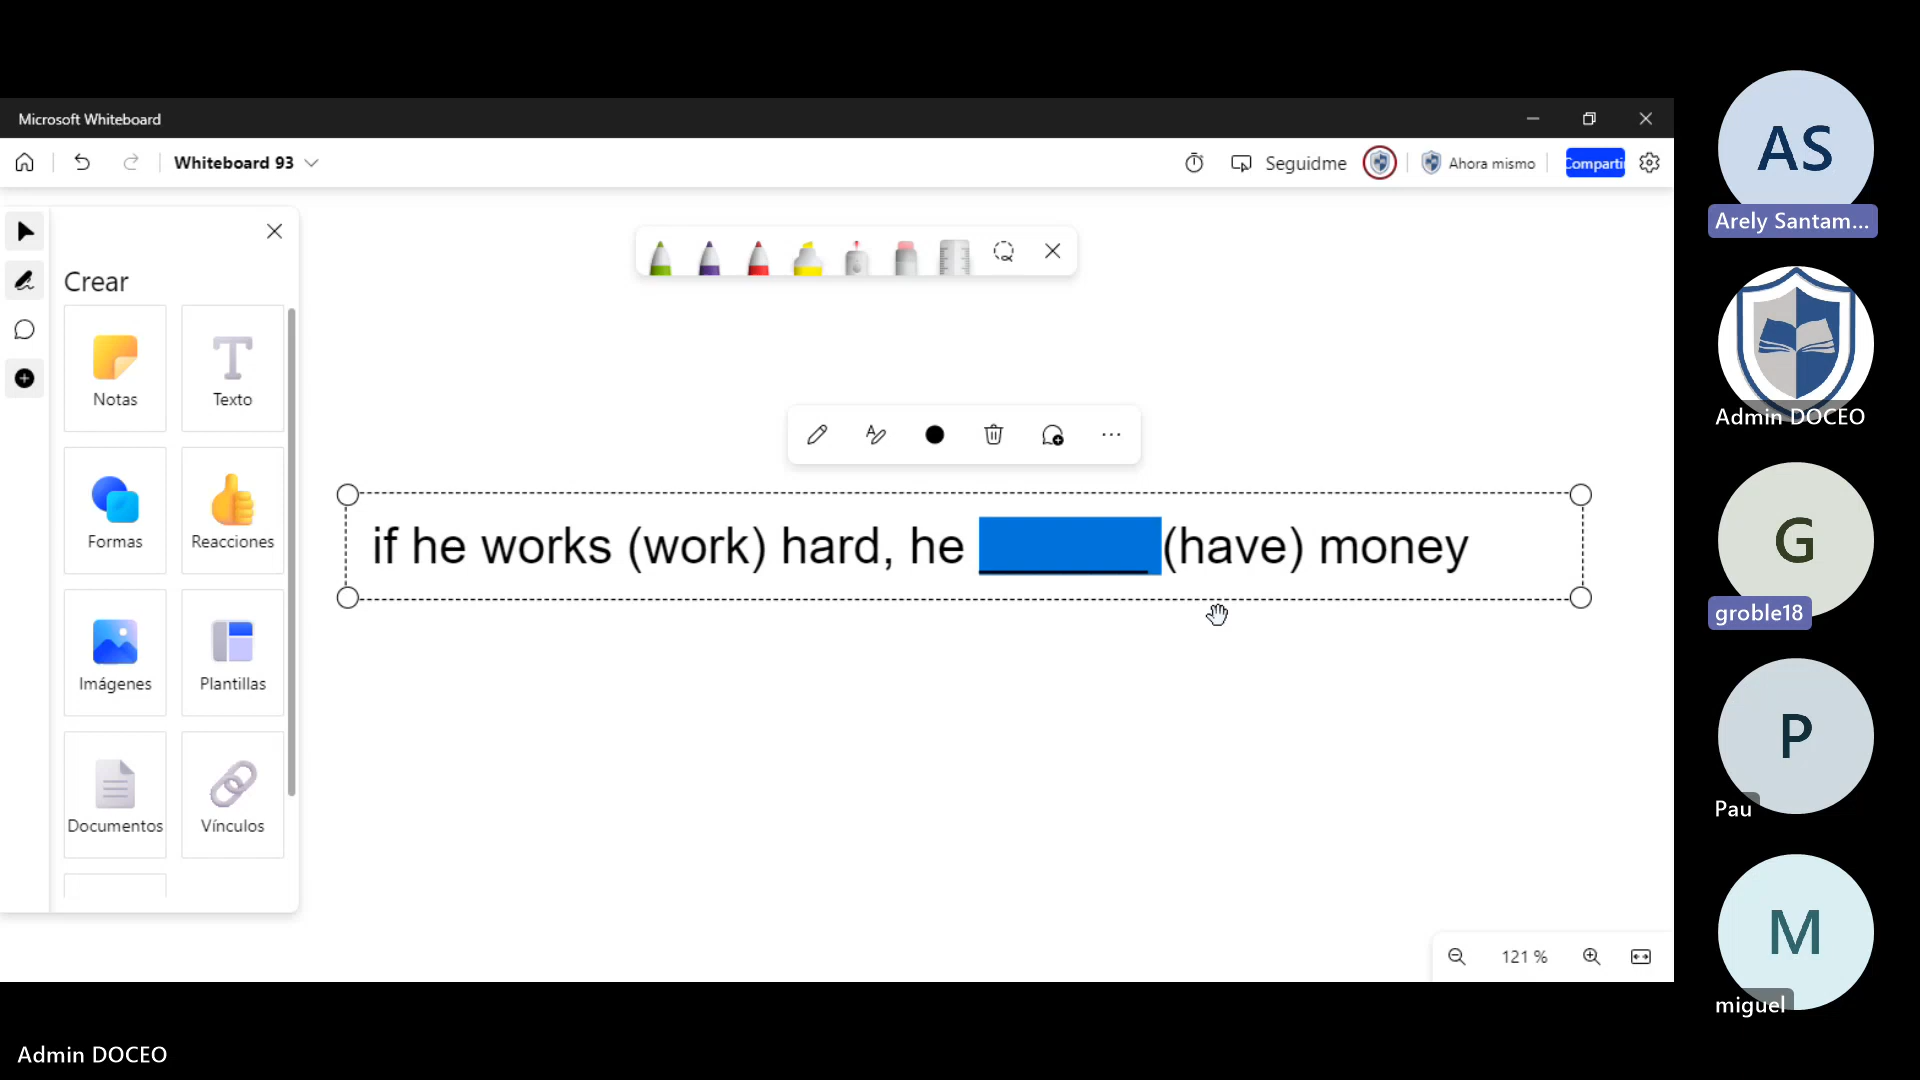 Microsoft Whiteboard
Whiteboard 93
Seguidme
Ahora mismo
Comparti
Crear
Notas
Texto
Formas
Reacciones
Imágenes
Plantillas
Documentos
Vínculos
if he works (work) hard, he _______(have) money
121 %
AS
Arely Santam...
Admin DOCEO
G
groble18
P
Pau
M
miguel
Admin DOCEO